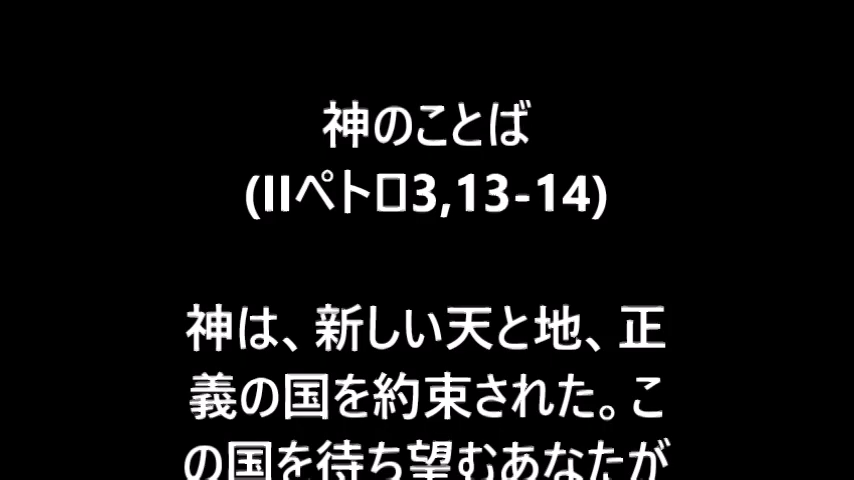 神のことば
(IIペトロ3,13-14)
神は、新しい天と地、正
義の国を約束された。こ
の国を待ち望むあなたが